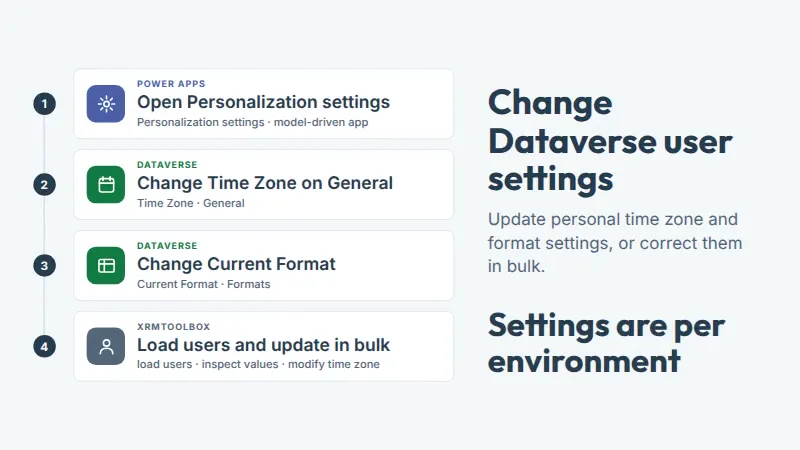 1
POWER APPS
Open Personalization settings
Personalization settings · model-driven app
2
DATAVERSE
Change Time Zone on General
Time Zone · General
3
DATAVERSE
Change Current Format
Current Format · Formats
4
XRMTOOLBOX
Load users and update in bulk
load users · inspect values · modify time zone
Change
Dataverse user
settings
Update personal time zone and
format settings, or correct them
in bulk.
Settings are per
environment